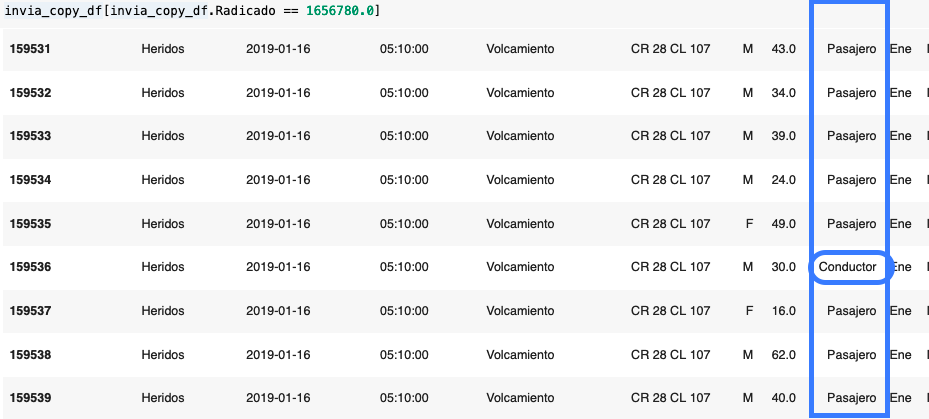 invia_copy_df[invia_copy_df.Radicado == 1656780.0]
159531 Heridos 2019-01-16 05:10:00 Volcamiento CR 28 CL 107 M 43.0 Pasajero Ene
159532 Heridos 2019-01-16 05:10:00 Volcamiento CR 28 CL 107 M 34.0 Pasajero Ene
159533 Heridos 2019-01-16 05:10:00 Volcamiento CR 28 CL 107 M 39.0 Pasajero Ene
159534 Heridos 2019-01-16 05:10:00 Volcamiento CR 28 CL 107 M 24.0 Pasajero Ene
159535 Heridos 2019-01-16 05:10:00 Volcamiento CR 28 CL 107 F 49.0 Pasajero Ene
159536 Heridos 2019-01-16 05:10:00 Volcamiento CR 28 CL 107 M 30.0 Conductor Ene
159537 Heridos 2019-01-16 05:10:00 Volcamiento CR 28 CL 107 F 16.0 Pasajero Ene
159538 Heridos 2019-01-16 05:10:00 Volcamiento CR 28 CL 107 M 62.0 Pasajero Ene
159539 Heridos 2019-01-16 05:10:00 Volcamiento CR 28 CL 107 M 40.0 Pasajero Ene